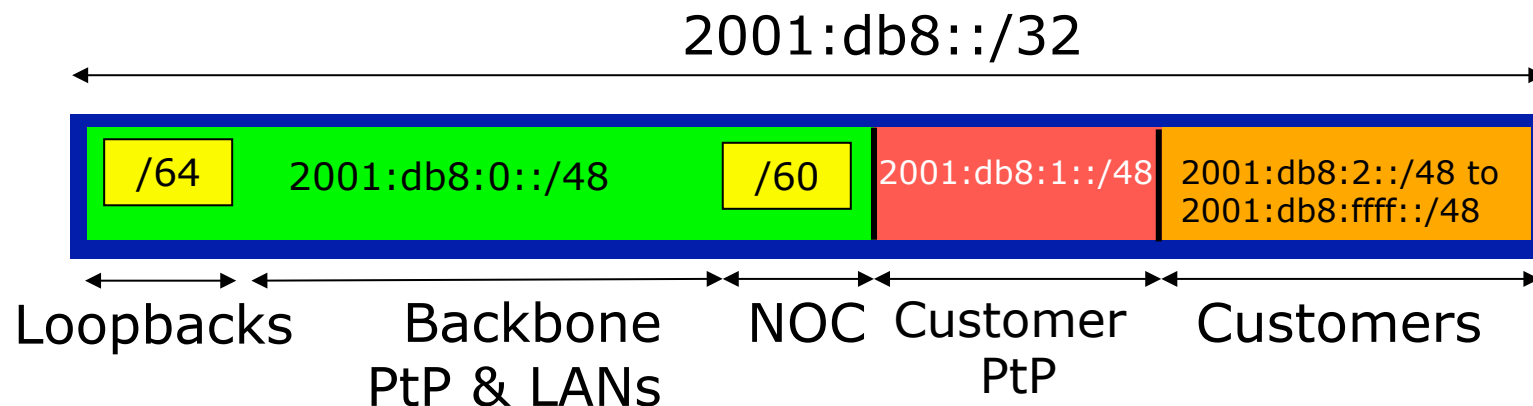 2001:db8::/32
/64
2001:db8:0::/48
/60
2001:db8:1::/48
2001:db8:2::/48 to
2001:db8:ffff::/48
Loopbacks
Backbone
PtP & LANs
NOC
Customer
PtP
Customers